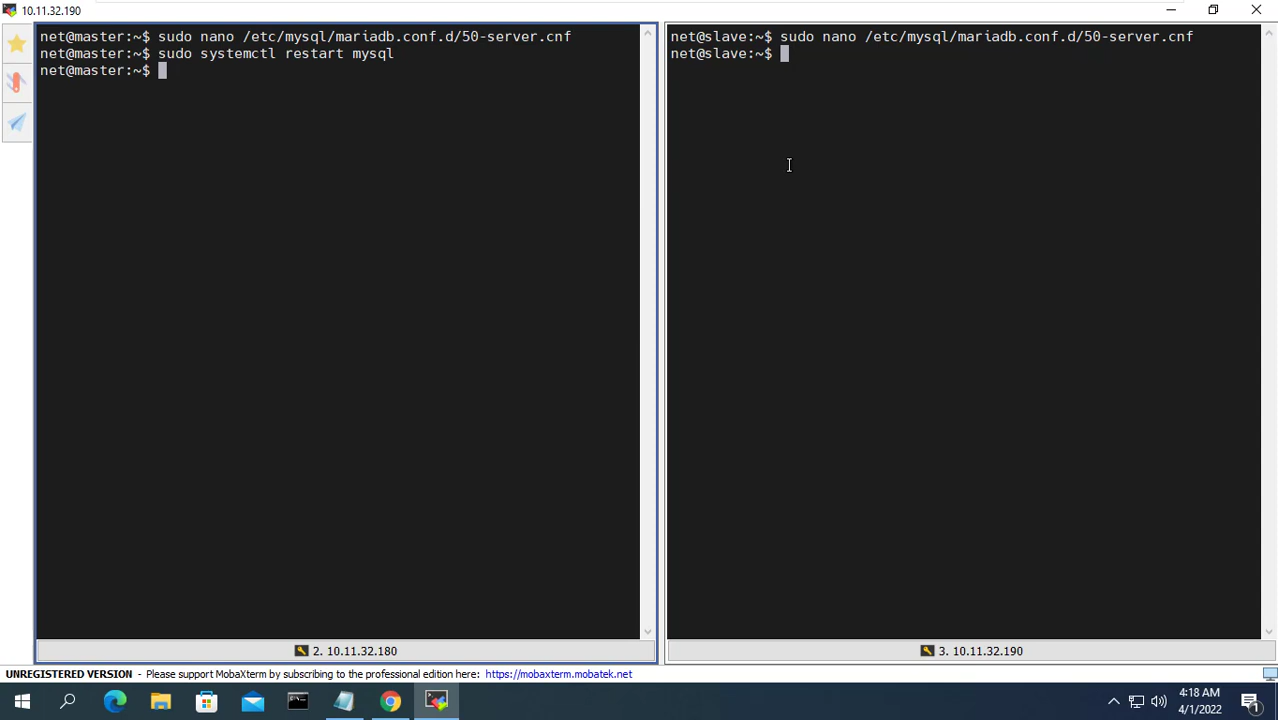 10.11.32.190
net@master:~$ sudo nano /etc/mysql/mariadb.conf.d/50-server.cnf
net@master:~$ sudo systemctl restart mysql
net@master:~$
net@slave:~$ sudo nano /etc/mysql/mariadb.conf.d/50-server.cnf
net@slave:~$
2. 10.11.32.180
3. 10.11.32.190
UNREGISTERED VERSION - Please support MobaXterm by subscribing to the professional edition here: https://mobaxterm.mobatek.net
4:18 AM
4/1/2022
1